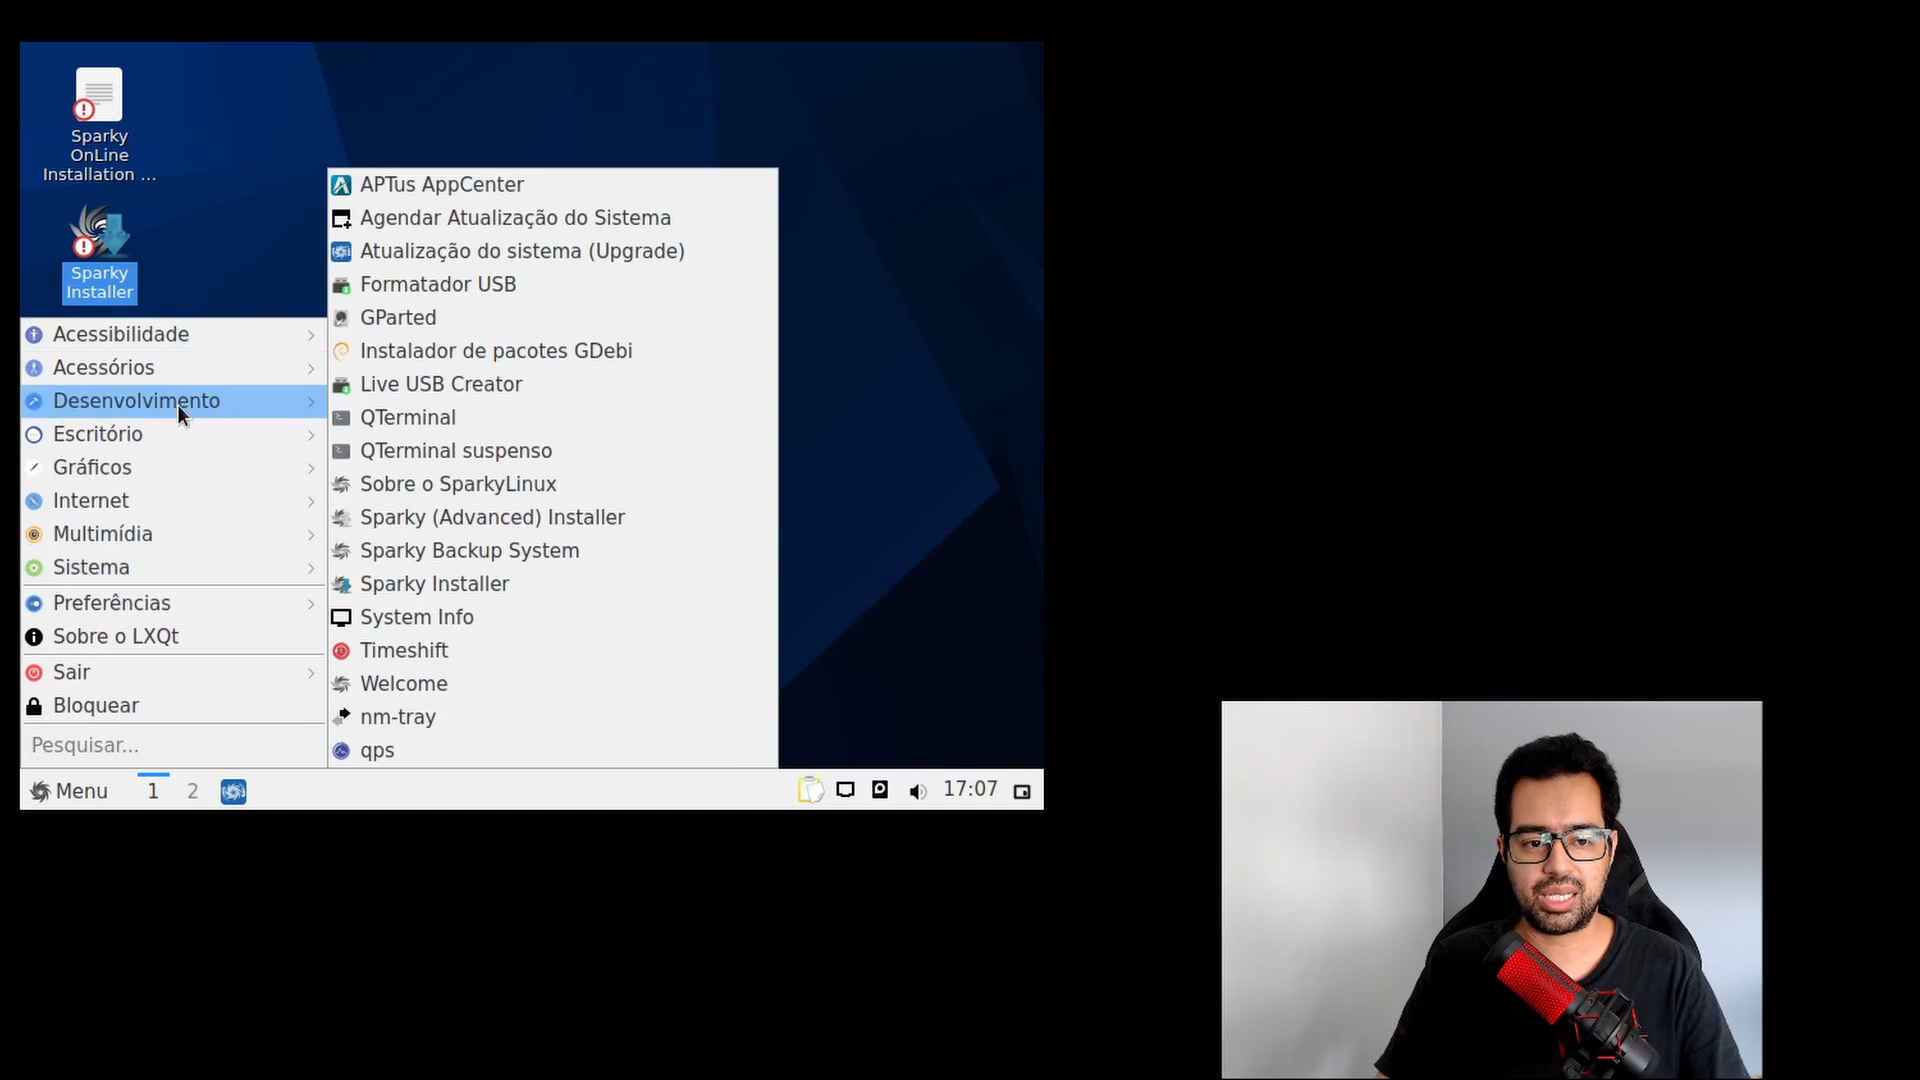 Sparky
OnLine
Installation ...
Sparky
Installer
Acessibilidade
Acessórios
Desenvolvimento
Escritório
Gráficos
Internet
Multimídia
Sistema
Preferências
Sobre o LXQt
Sair
Bloquear
Pesquisar...
APTus AppCenter
Agendar Atualização do Sistema
Atualização do sistema (Upgrade)
Formatador USB
GParted
Instalador de pacotes GDebi
Live USB Creator
QTerminal
QTerminal suspenso
Sobre o SparkyLinux
Sparky (Advanced) Installer
Sparky Backup System
Sparky Installer
System Info
Timeshift
Welcome
nm-tray
qps
Menu 1 2 17:07